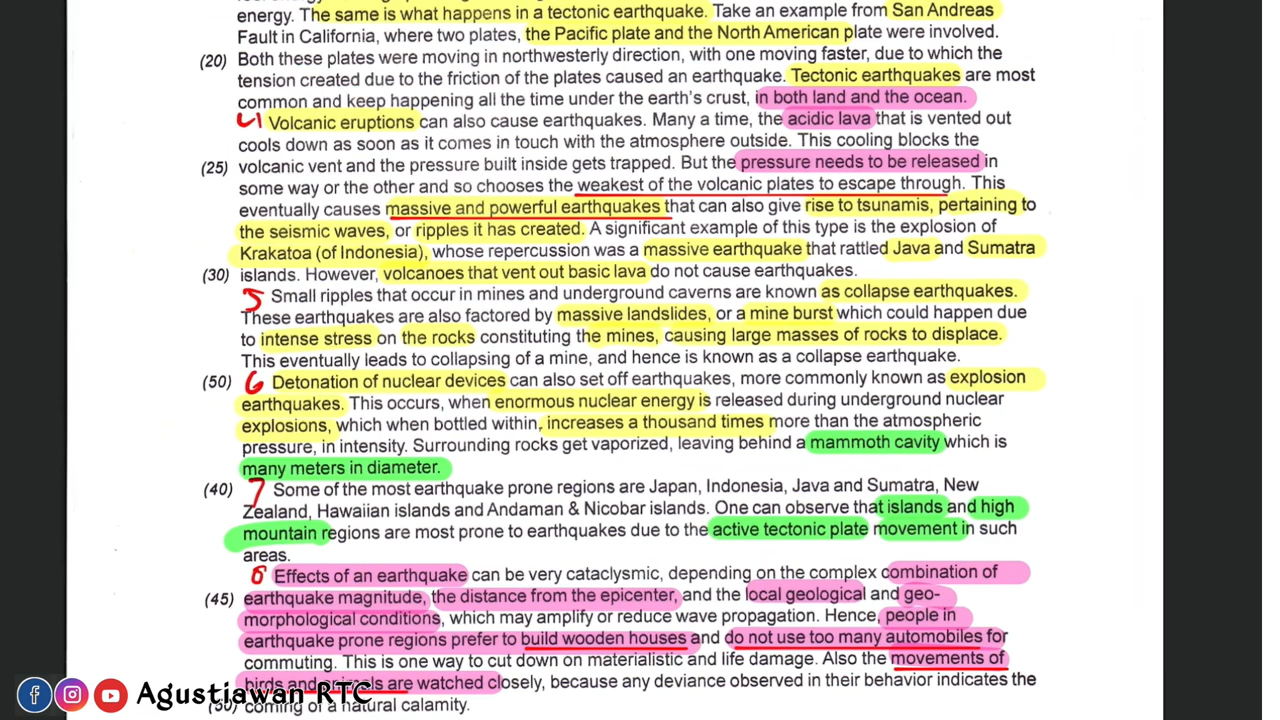 energy. The same is what happens in a tectonic earthquake. Take an example from San Andreas
Fault in California, where two plates, the Pacific plate and the North American plate were involved.
(20) Both these plates were moving in northwesterly direction, with one moving faster, due to which the
tension created due to the friction of the plates caused an earthquake. Tectonic earthquakes are most
common and keep happening all the time under the earth's crust, in both land and the ocean.
4 Volcanic eruptions can also cause earthquakes. Many a time, the acidic lava that is vented out
cools down as soon as it comes in touch with the atmosphere outside. This cooling blocks the
(25) volcanic vent and the pressure built inside gets trapped. But the pressure needs to be released in
some way or the other and so chooses the weakest of the volcanic plates to escape through. This
eventually causes massive and powerful earthquakes that can also give rise to tsunamis, pertaining to
the seismic waves, or ripples it has created. A significant example of this type is the explosion of
Krakatoa (of Indonesia), whose repercussion was a massive earthquake that rattled Java and Sumatra
(30) islands. However, volcanoes that vent out basic lava do not cause earthquakes.
5 Small ripples that occur in mines and underground caverns are known as collapse earthquakes.
These earthquakes are also factored by massive landslides, or a mine burst which could happen due
to intense stress on the rocks constituting the mines, causing large masses of rocks to displace.
This eventually leads to collapsing of a mine, and hence is known as a collapse earthquake.
(50) 6 Detonation of nuclear devices can also set off earthquakes, more commonly known as explosion
earthquakes. This occurs, when enormous nuclear energy is released during underground nuclear
explosions, which when bottled within, increases a thousand times more than the atmospheric
pressure, in intensity. Surrounding rocks get vaporized, leaving behind a mammoth cavity which is
many meters in diameter.
(40) 7 Some of the most earthquake prone regions are Japan, Indonesia, Java and Sumatra, New
Zealand, Hawaiian islands and Andaman & Nicobar islands. One can observe that islands and high
mountain regions are most prone to earthquakes due to the active tectonic plate movement in such
areas.
8 Effects of an earthquake can be very cataclysmic, depending on the complex combination of
(45) earthquake magnitude, the distance from the epicenter, and the local geological and geo-
morphological conditions, which may amplify or reduce wave propagation. Hence, people in
earthquake prone regions prefer to build wooden houses and do not use too many automobiles for
commuting. This is one way to cut down on materialistic and life damage. Also the movements of
birds and animals are watched closely, because any deviance observed in their behavior indicates the
(50) coming of a natural calamity.
Agustiawan RTC